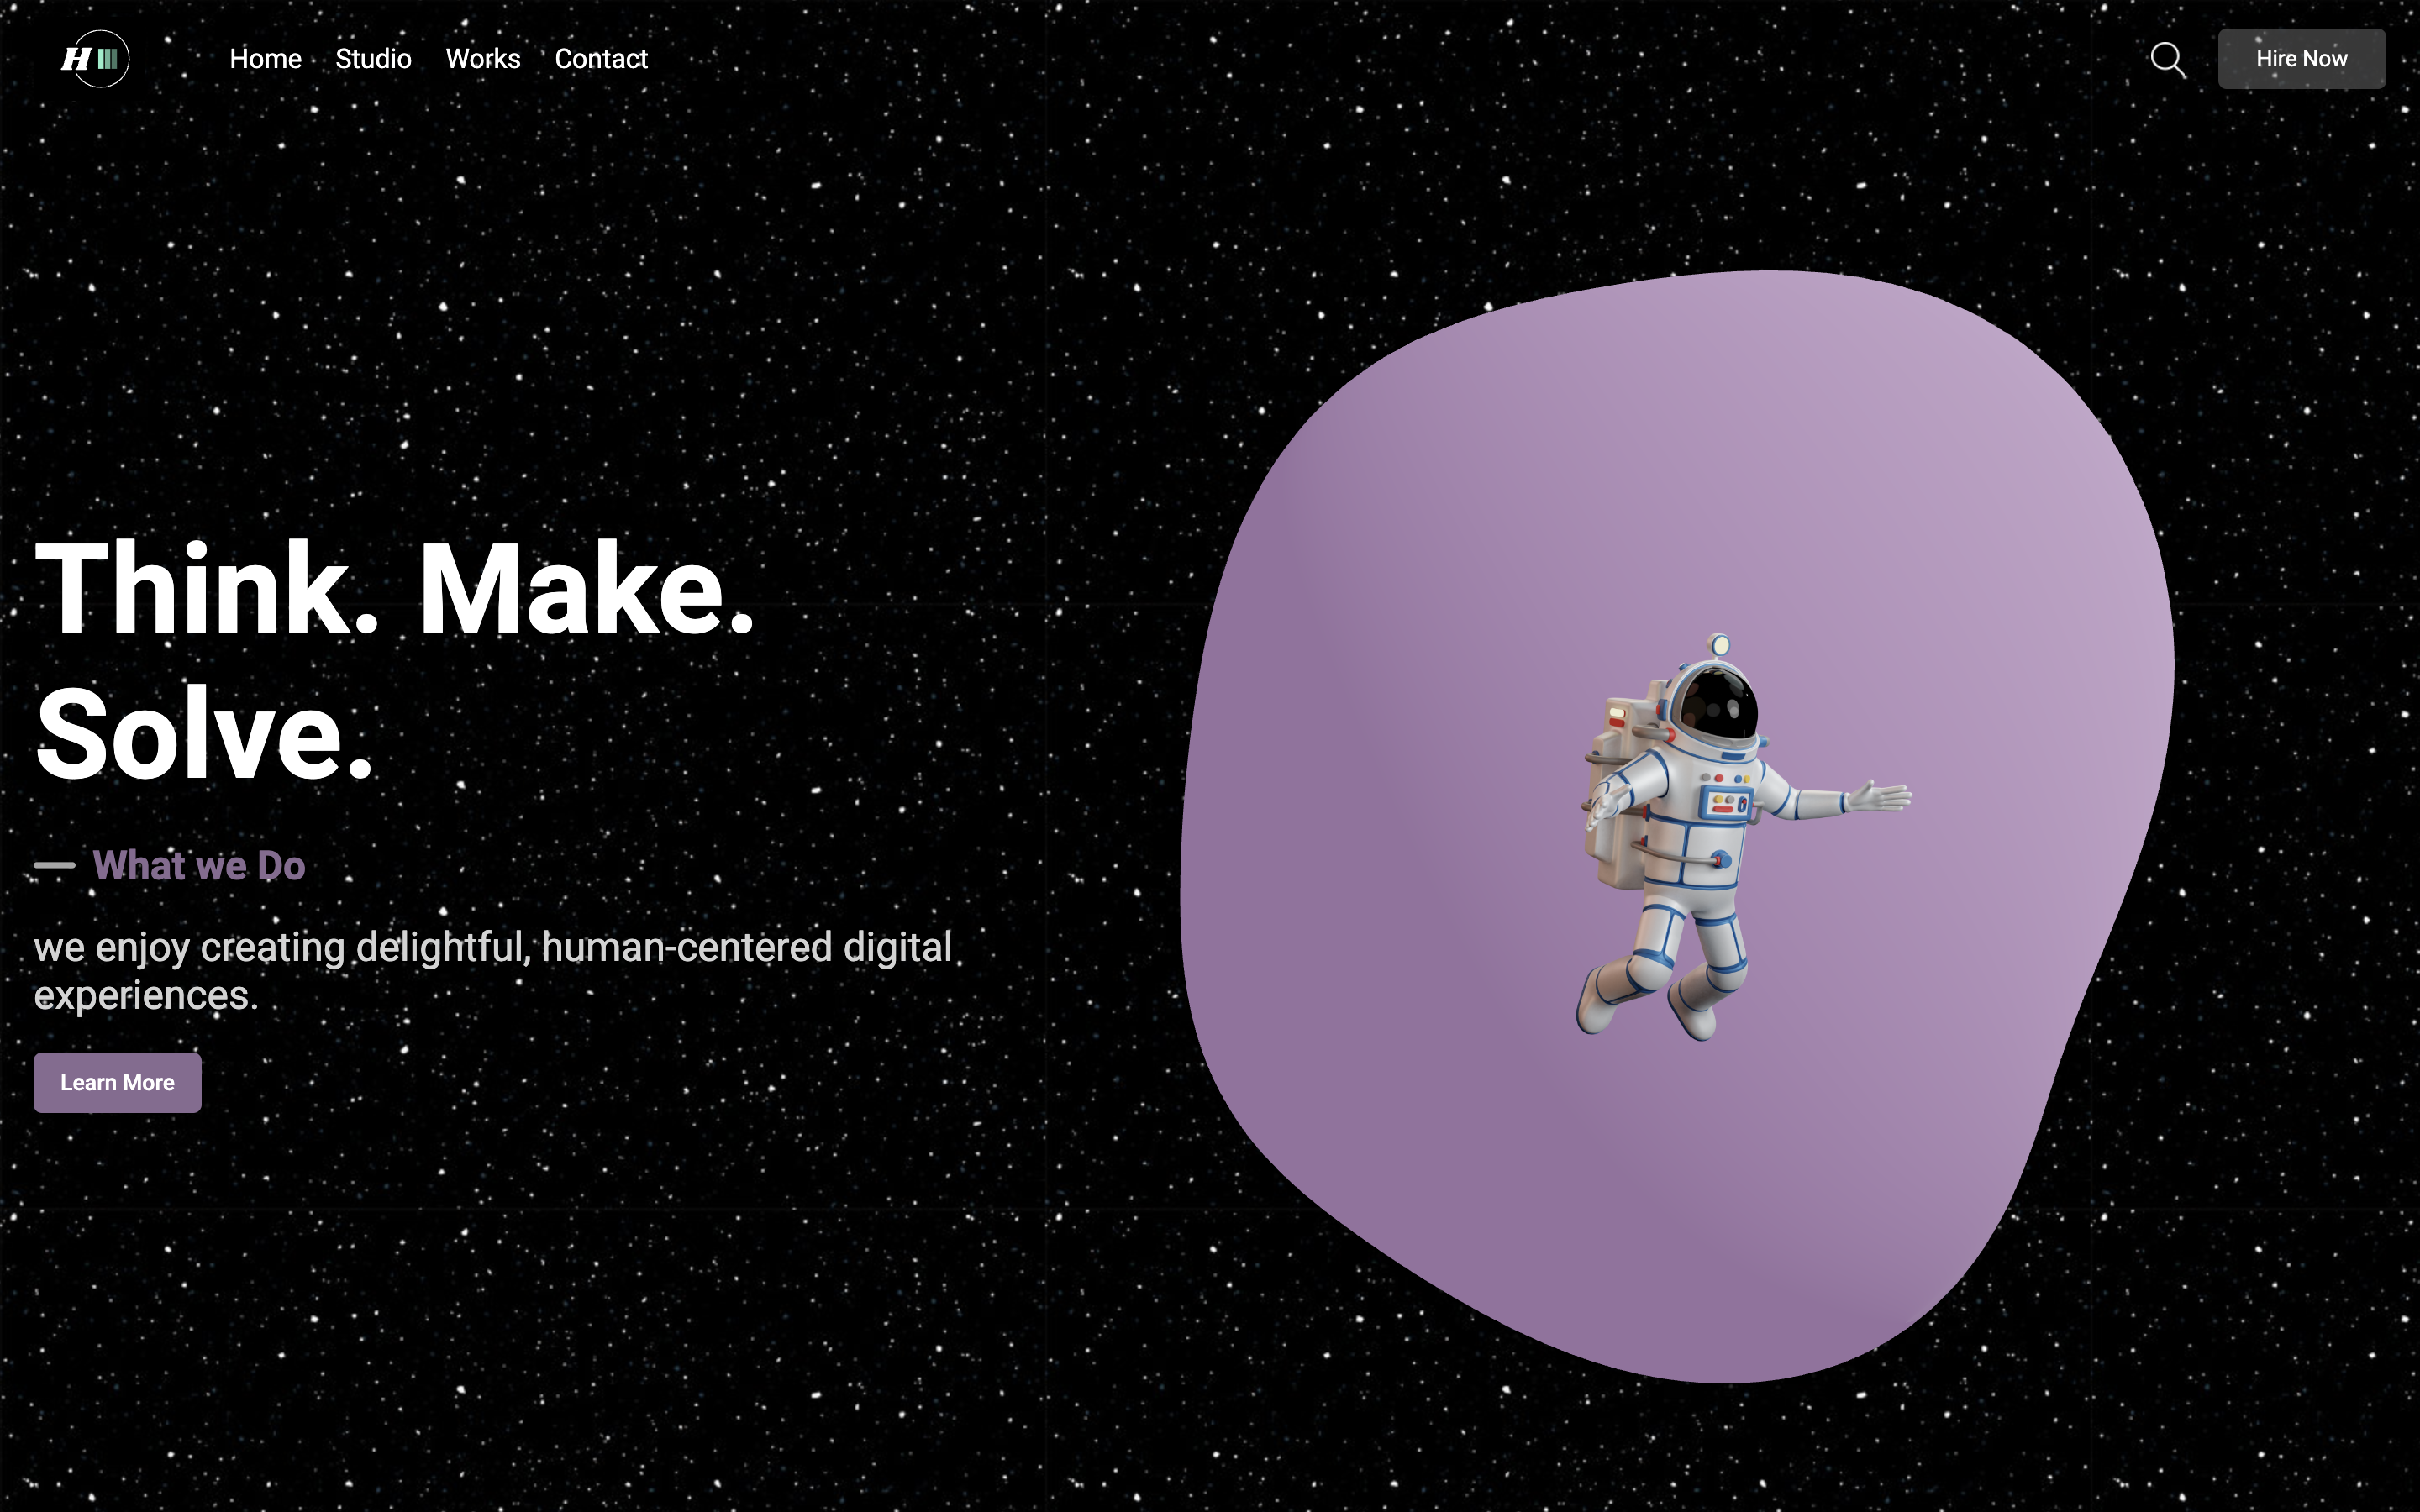 H
Home Studio Works Contact
Hire Now
Think. Make.
Solve.
What we Do
we enjoy creating delightful, human-centered digital
experiences.
Learn More